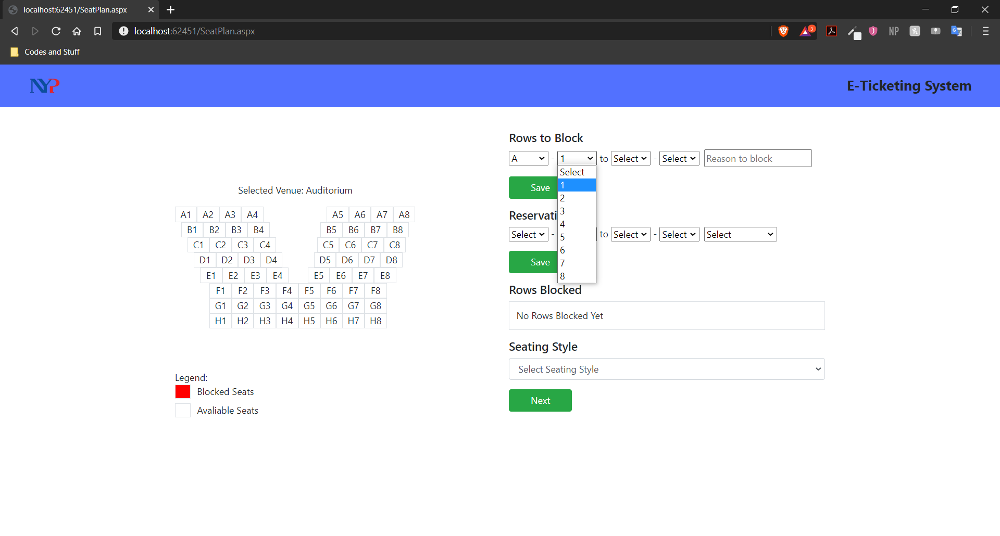 localhost:62451/SeatPlan.aspx
localhost:62451/SeatPlan.aspx
3
NP
Codes and Stuff
NYP
E-Ticketing System
Selected Venue: Auditorium
A1 A2 A3 A4 A5 A6 A7 A8
B1 B2 B3 B4 B5 B6 B7 B8
C1 C2 C3 C4 C5 C6 C7 C8
D1 D2 D3 D4 D5 D6 D7 D8
E1 E2 E3 E4 E5 E6 E7 E8
F1 F2 F3 F4 F5 F6 F7 F8
G1 G2 G3 G4 G5 G6 G7 G8
H1 H2 H3 H4 H5 H6 H7 H8
Legend:
Blocked Seats
Avaliable Seats
Rows to Block
A - 1 to Select - Select Reason to block
Select
1
2
3
4
5
6
7
8
Save
Reservati
Select - to Select - Select Select
Save
Rows Blocked
No Rows Blocked Yet
Seating Style
Select Seating Style
Next